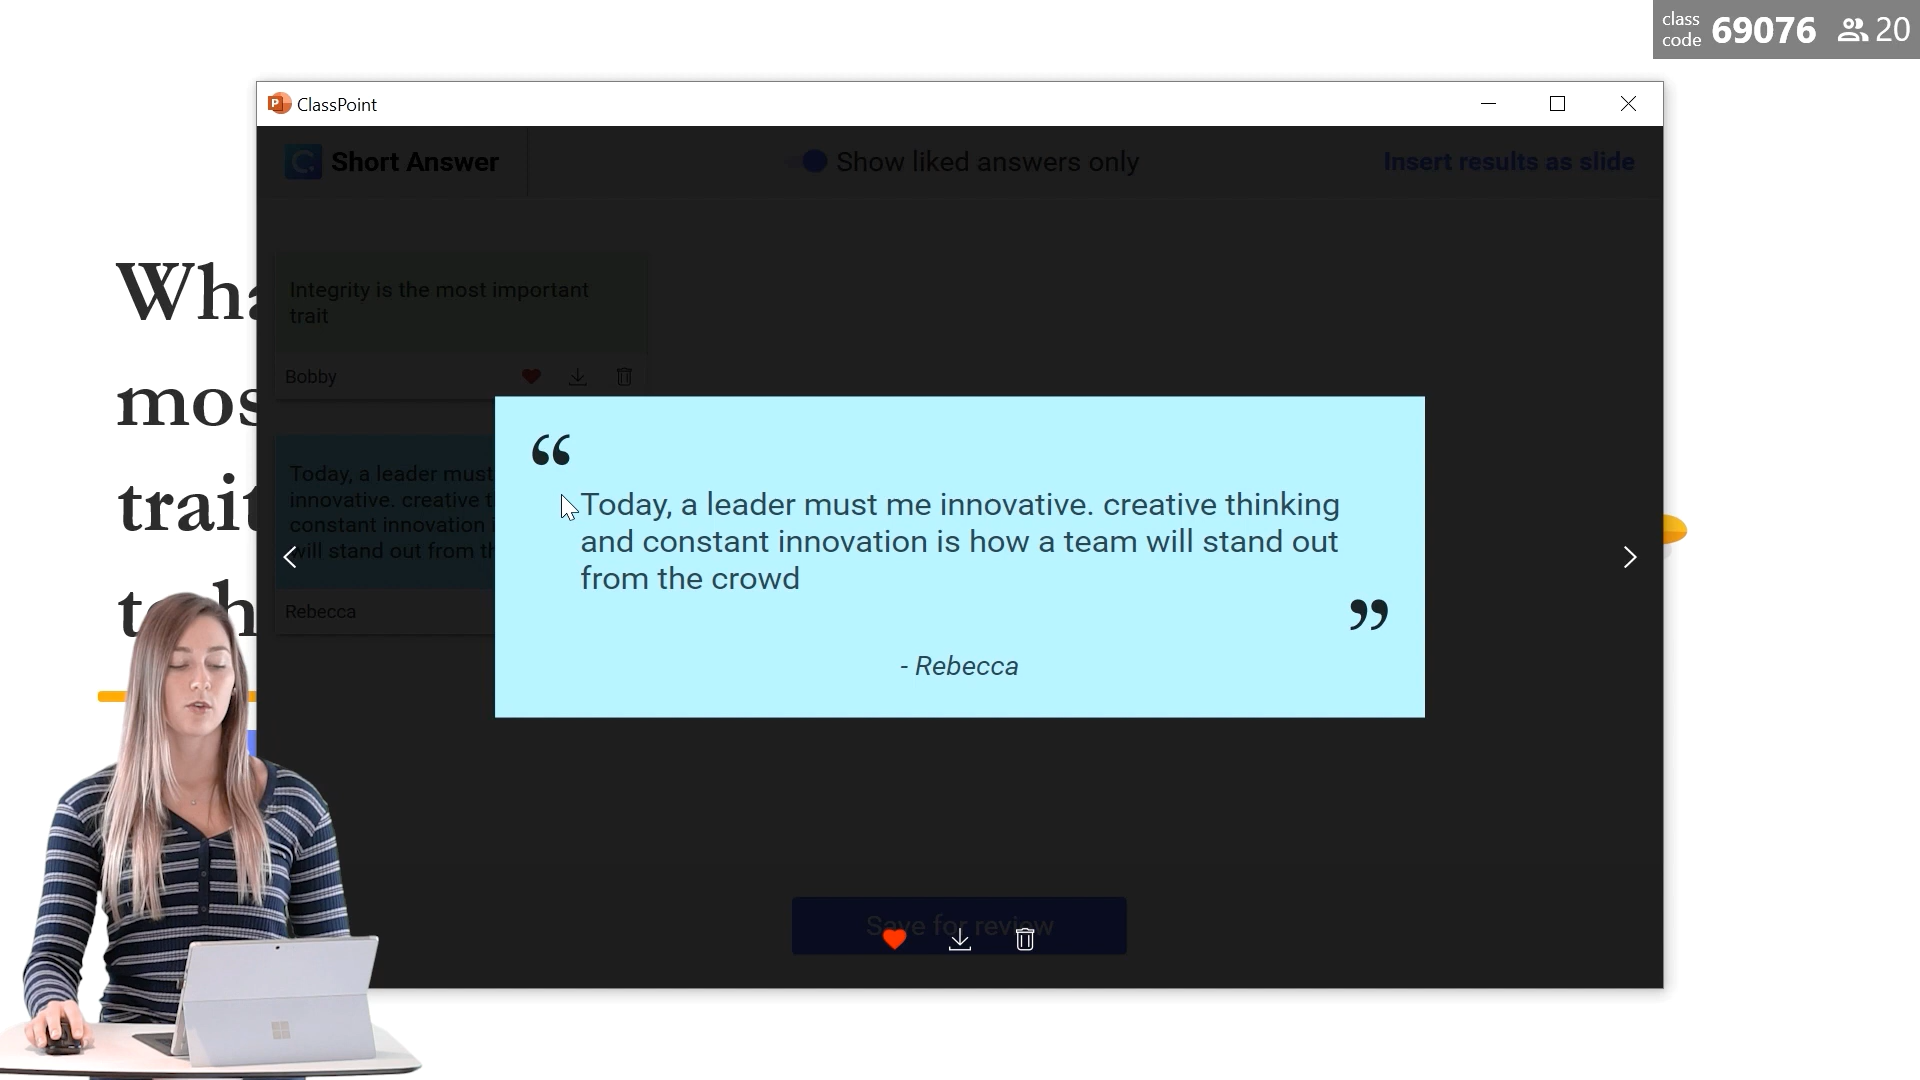 class
code 69076 20
ClassPoint
Short Answer
Show liked answers only
Insert results as slide
Integrity is the most important
trait
Bobby
Today, a leader must
innovative. creative
constant innovation
will stand out from
Rebecca
“
Today, a leader must me innovative. creative thinking
and constant innovation is how a team will stand out
from the crowd
”
- Rebecca
Save for review
mos
trait